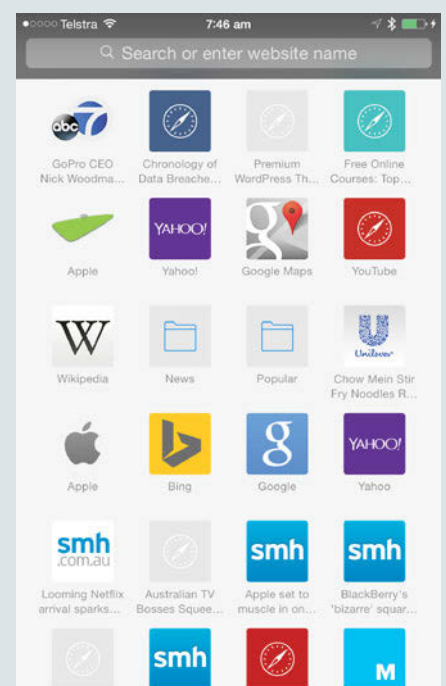 Telstra 7:46 am
Search or enter website name
abc 7 
GoPro CEO Chronology of Premium Free Online
Nick Woodma... Data Breache... WordPress Th... Courses: Top...
YAHOO! g
Apple Yahoo! Google Maps YouTube
W Unilever
Wikipedia News Popular Chow Mein Stir
Fry Noodles R...
b g YAHOO!
Apple Bing Google Yahoo
smh .com.au smh smh
Looming Netflix Australian TV Apple set to BlackBerry's
arrival sparks... Bosses Squee... muscle in on... 'bizarre' squar...
smh M